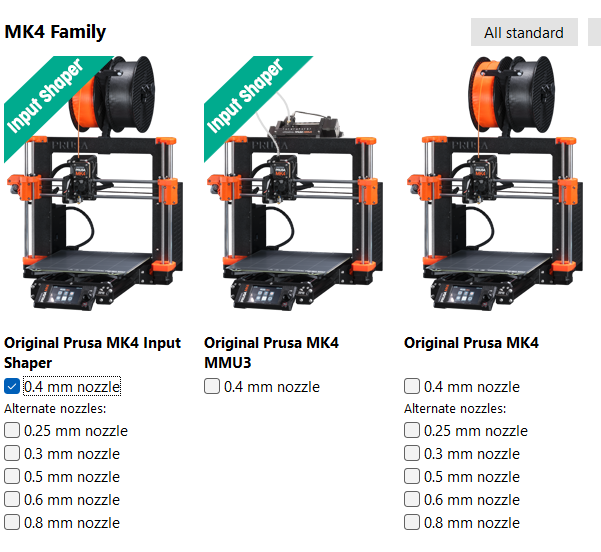 MK4 Family
All standard
Input Shaper
Input Shaper
PRUSA
PRUSA
PRUSA
Original Prusa MK4 Input
Shaper
0.4 mm nozzle
Alternate nozzles:
0.25 mm nozzle
0.3 mm nozzle
0.5 mm nozzle
0.6 mm nozzle
0.8 mm nozzle
Original Prusa MK4
MMU3
0.4 mm nozzle
Original Prusa MK4
0.4 mm nozzle
Alternate nozzles:
0.25 mm nozzle
0.3 mm nozzle
0.5 mm nozzle
0.6 mm nozzle
0.8 mm nozzle